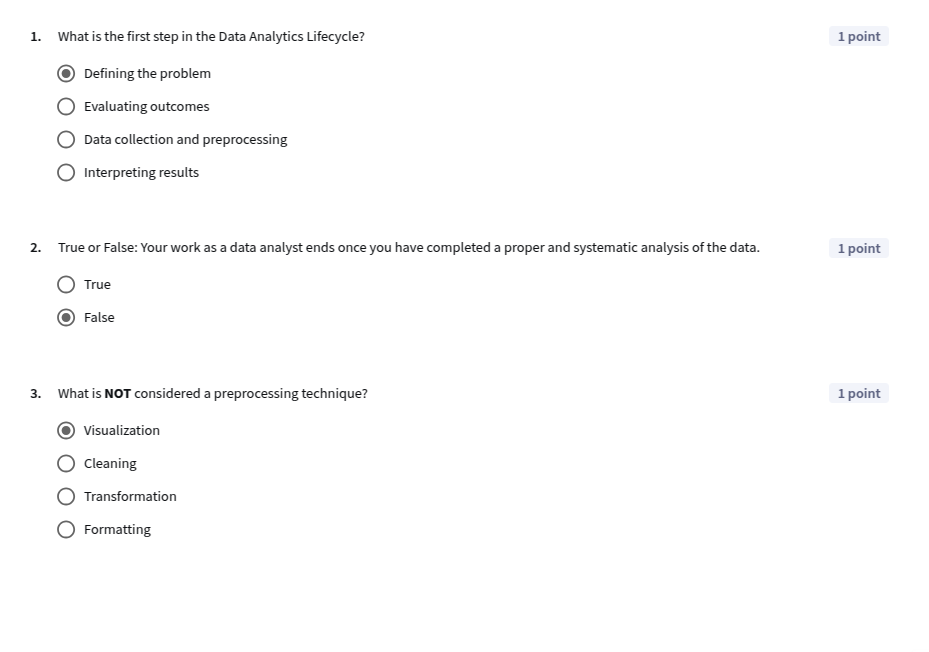 1. What is the first step in the Data Analytics Lifecycle? 1 point
Defining the problem
Evaluating outcomes
Data collection and preprocessing
Interpreting results
2. True or False: Your work as a data analyst ends once you have completed a proper and systematic analysis of the data. 1 point
True
False
3. What is NOT considered a preprocessing technique? 1 point
Visualization
Cleaning
Transformation
Formatting